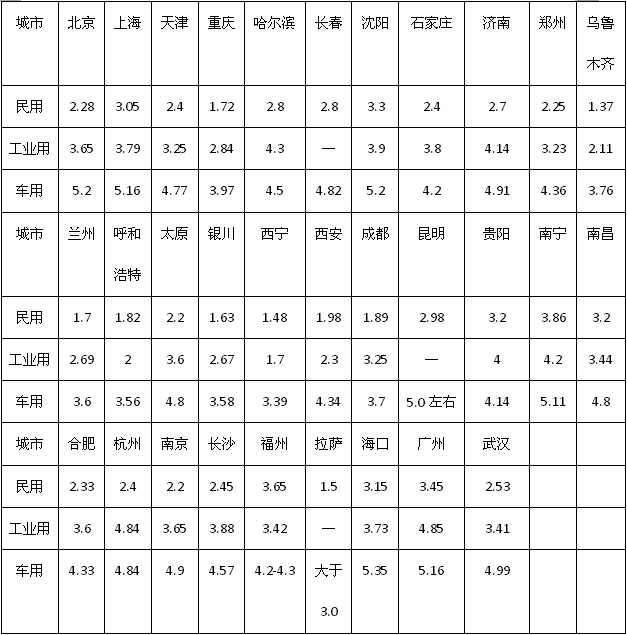 城市 北京 上海 天津 重庆 哈尔滨 长春 沈阳 石家庄 济南 郑州 乌鲁
木齐
民用 2.28 3.05 2.4 1.72 2.8 2.8 3.3 2.4 2.7 2.25 1.37
工业用 3.65 3.79 3.25 2.84 4.3 — 3.9 3.8 4.14 3.23 2.11
车用 5.2 5.16 4.77 3.97 4.5 4.82 5.2 4.2 4.91 4.36 3.76
城市 兰州 呼和 太原 银川 西宁 西安 成都 昆明 贵阳 南宁 南昌
浩特
民用 1.7 1.82 2.2 1.63 1.48 1.98 1.89 2.98 3.2 3.86 3.2
工业用 2.69 2 3.6 2.67 1.7 2.3 3.25 — 4 4.2 3.44
车用 3.6 3.56 4.8 3.58 3.39 4.34 3.7 5.0左右 4.14 5.11 4.8
城市 合肥 杭州 南京 长沙 福州 拉萨 海口 广州 武汉
民用 2.33 2.4 2.2 2.45 3.65 1.5 3.15 3.45 2.53
工业用 3.6 4.84 3.65 3.88 3.42 — 3.73 4.85 3.41
车用 4.33 4.84 4.9 4.57 4.2-4.3 大于 5.35 5.16 4.99
3.0